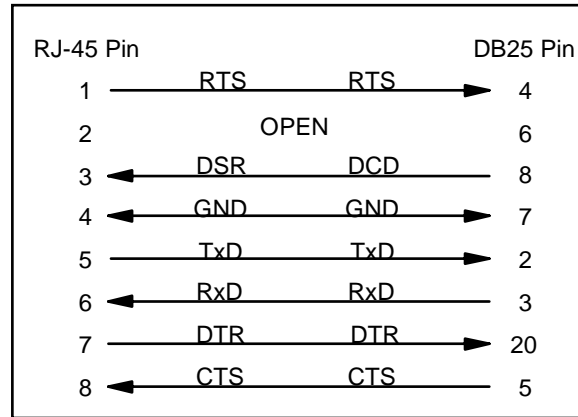 RJ-45 Pin DB25 Pin
1 RTS RTS 4
2 OPEN 6
3 DSR DCD 8
4 GND GND 7
5 TxD TxD 2
6 RxD RxD 3
7 DTR DTR 20
8 CTS CTS 5